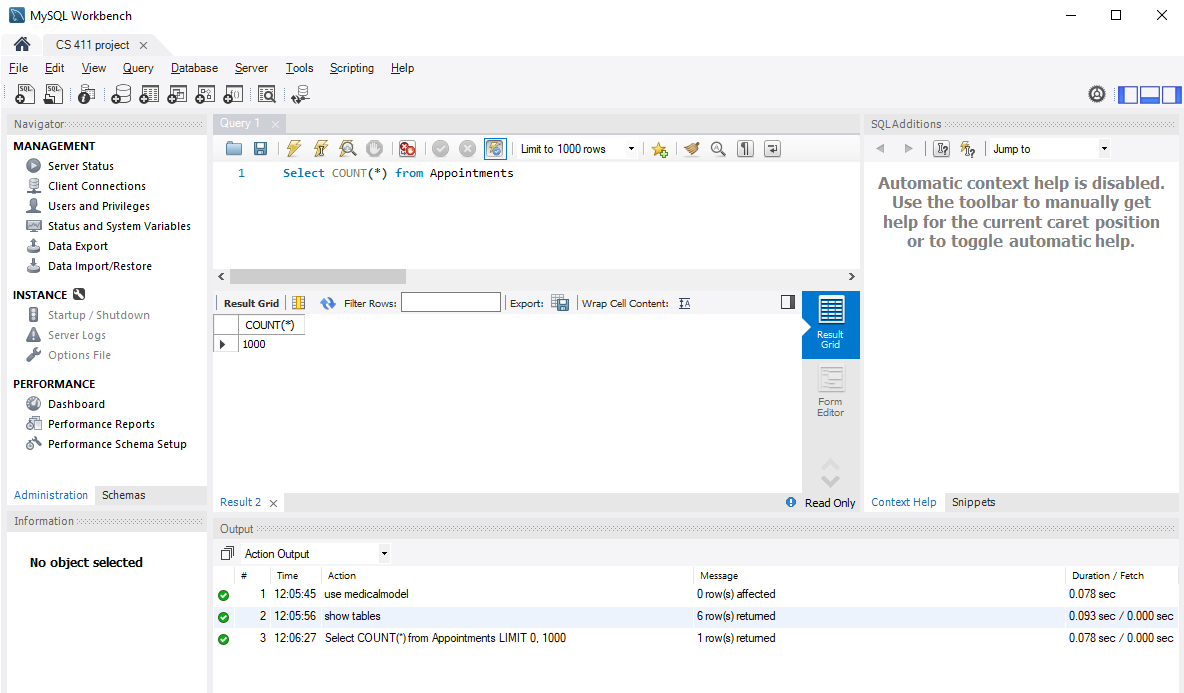 MySQL Workbench
CS 411 project
File Edit View Query Database Server Tools Scripting Help
Navigator
MANAGEMENT
Server Status
Client Connections
Users and Privileges
Status and System Variables
Data Export
Data Import/Restore
INSTANCE
Startup / Shutdown
Server Logs
Options File
PERFORMANCE
Dashboard
Performance Reports
Performance Schema Setup
Administration Schemas
Information
No object selected
Query 1
Limit to 1000 rows
1 Select COUNT(*) from Appointments
Result Grid Filter Rows: Export: Wrap Cell Content:
COUNT(*)
1000
Result
Grid
Form
Editor
Result 2 Read Only
SQLAdditions
Jump to
Automatic context help is disabled.
Use the toolbar to manually get
help for the current caret position
or to toggle automatic help.
Context Help Snippets
Output
Action Output
# Time Action Message Duration / Fetch
1 12:05:45 use medicalmodel 0 row(s) affected 0.078 sec
2 12:05:56 show tables 6 row(s) returned 0.093 sec / 0.000 sec
3 12:06:27 Select COUNT(*) from Appointments LIMIT 0, 1000 1 row(s) returned 0.078 sec / 0.000 sec